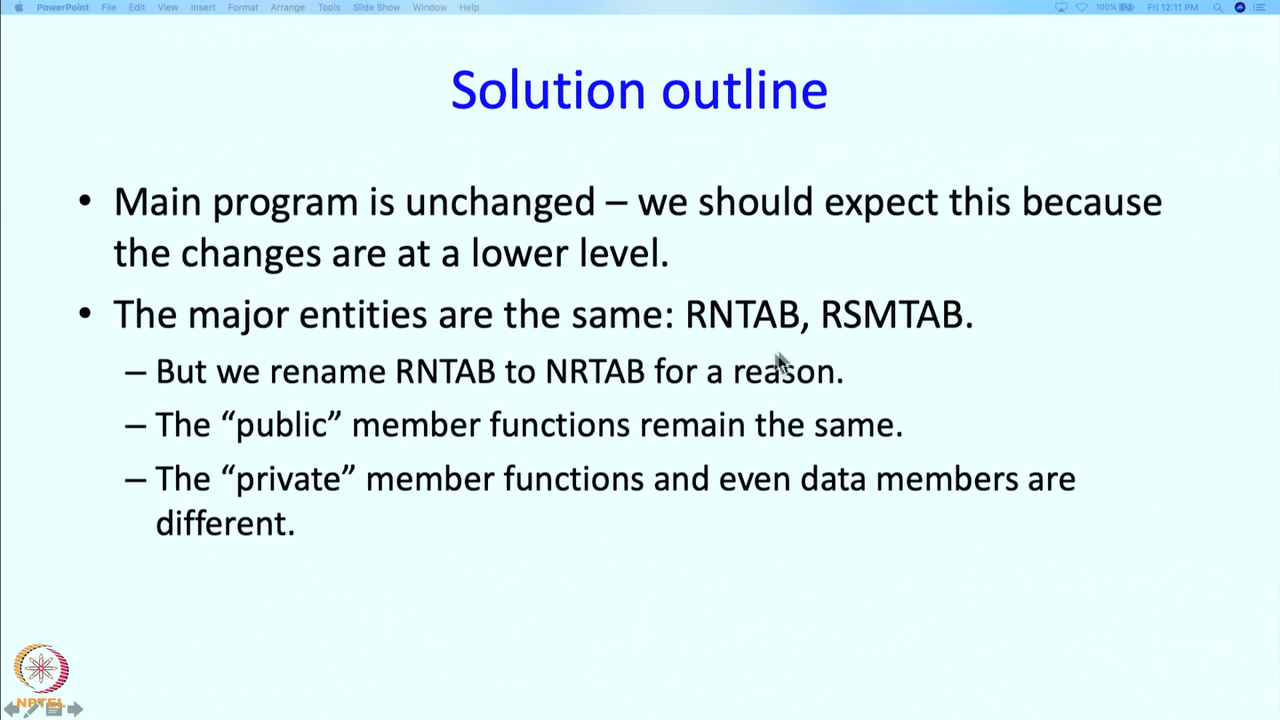 PowerPoint File Edit View Insert Format Arrange Tools Slide Show Window Help 100% Fri 12:11 PM
Solution outline
• Main program is unchanged – we should expect this because
the changes are at a lower level.
• The major entities are the same: RNTAB, RSMTAB.
– But we rename RNTAB to NRTAB for a reason.
– The “public” member functions remain the same.
– The “private” member functions and even data members are
different.
NPTEL